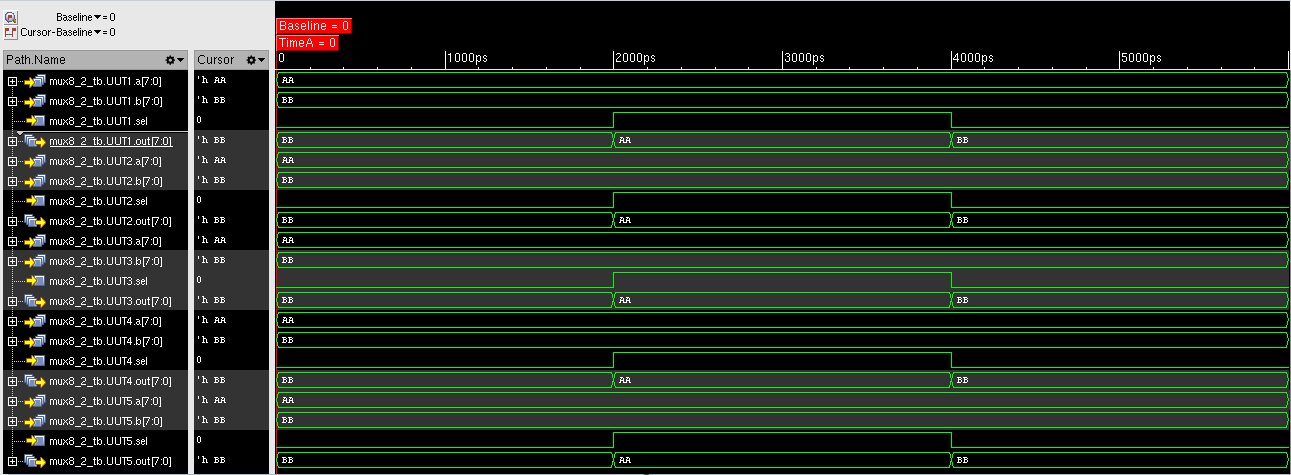 Baseline▼=0
Cursor-Baseline▼=0
Baseline = 0
TimeA = 0
Path.Name Cursor 0 1000ps 2000ps 3000ps 4000ps 5000ps
mux8_2_tb.UUT1.a[7:0] 'h AA AA
mux8_2_tb.UUT1.b[7:0] 'h BB BB
mux8_2_tb.UUT1.sel 0
mux8_2_tb.UUT1.out[7:0] 'h BB BB AA BB
mux8_2_tb.UUT2.a[7:0] 'h AA AA
mux8_2_tb.UUT2.b[7:0] 'h BB BB
mux8_2_tb.UUT2.sel 0
mux8_2_tb.UUT2.out[7:0] 'h BB BB AA BB
mux8_2_tb.UUT3.a[7:0] 'h AA AA
mux8_2_tb.UUT3.b[7:0] 'h BB BB
mux8_2_tb.UUT3.sel 0
mux8_2_tb.UUT3.out[7:0] 'h BB BB AA BB
mux8_2_tb.UUT4.a[7:0] 'h AA AA
mux8_2_tb.UUT4.b[7:0] 'h BB BB
mux8_2_tb.UUT4.sel 0
mux8_2_tb.UUT4.out[7:0] 'h BB BB AA BB
mux8_2_tb.UUT5.a[7:0] 'h AA AA
mux8_2_tb.UUT5.b[7:0] 'h BB BB
mux8_2_tb.UUT5.sel 0
mux8_2_tb.UUT5.out[7:0] 'h BB BB AA BB